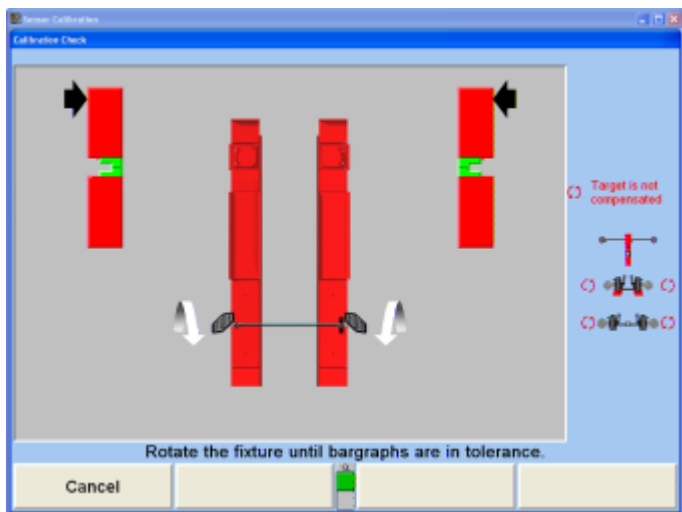 Sensor Calibration
Calibration Check
Target is not
compensated
Rotate the fixture until bargraphs are in tolerance.
Cancel